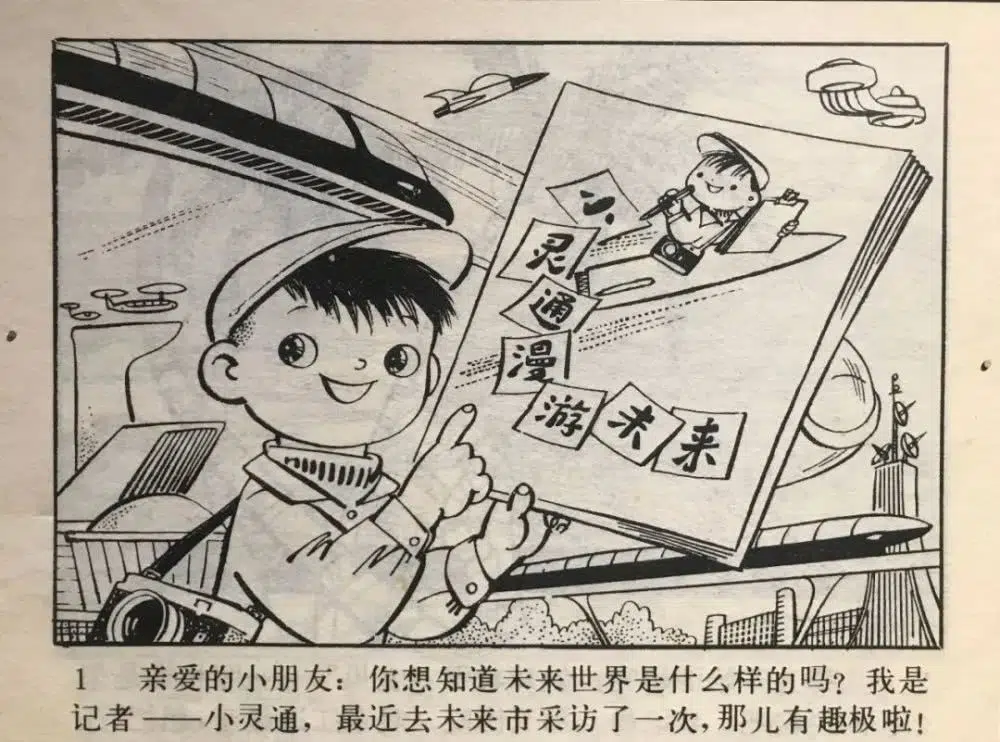 小灵通漫游未来
1 亲爱的小朋友：你想知道未来世界是什么样的吗？我是
记者——小灵通，最近去未来市采访了一次，那儿有趣极啦！